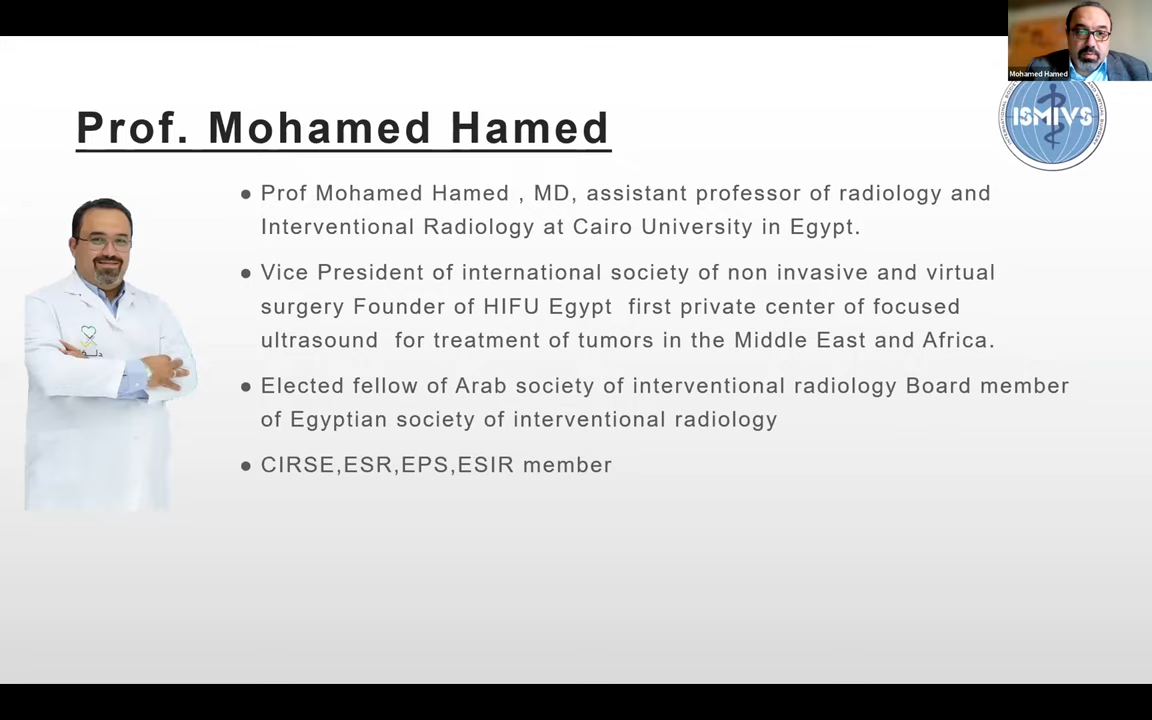 Mohamed Hamed
ISMIVS
Prof. Mohamed Hamed
● Prof Mohamed Hamed , MD, assistant professor of radiology and
Interventional Radiology at Cairo University in Egypt.
● Vice President of international society of non invasive and virtual
surgery Founder of HIFU Egypt  first private center of focused
ultrasound  for treatment of tumors in the Middle East and Africa.
● Elected fellow of Arab society of interventional radiology Board member
of Egyptian society of interventional radiology
● CIRSE,ESR,EPS,ESIR member